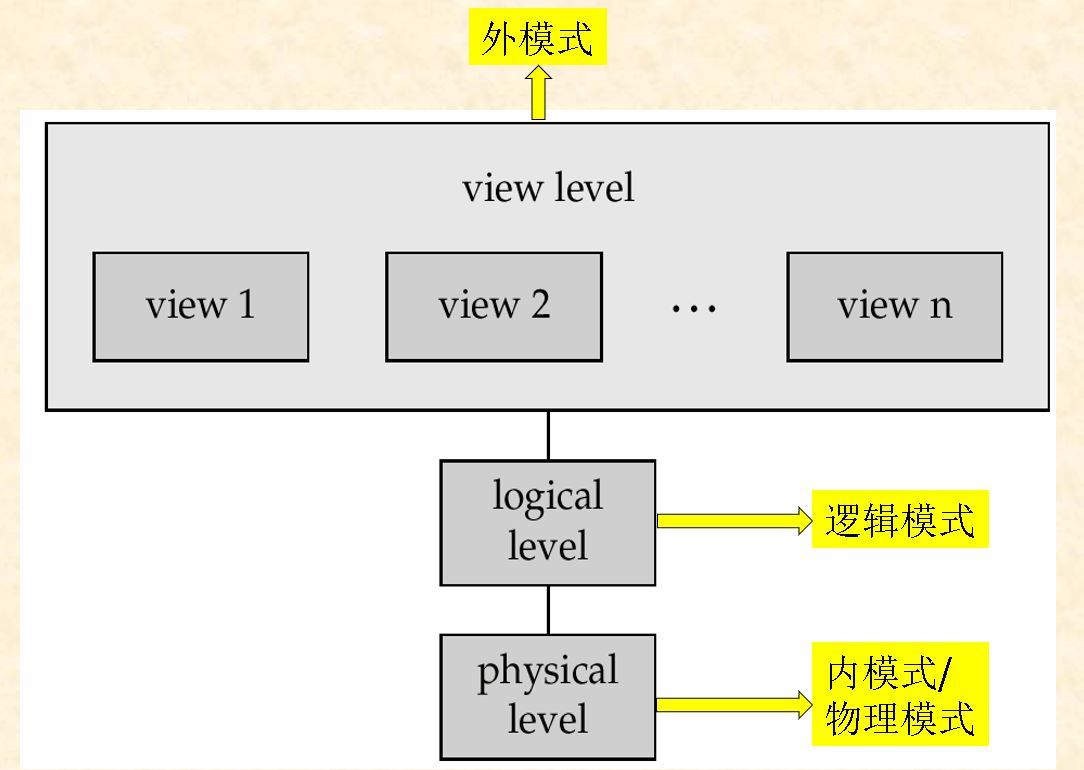 外模式
view level
view 1
view 2
...
view n
logical
level
逻辑模式
physical
level
内模式/
物理模式